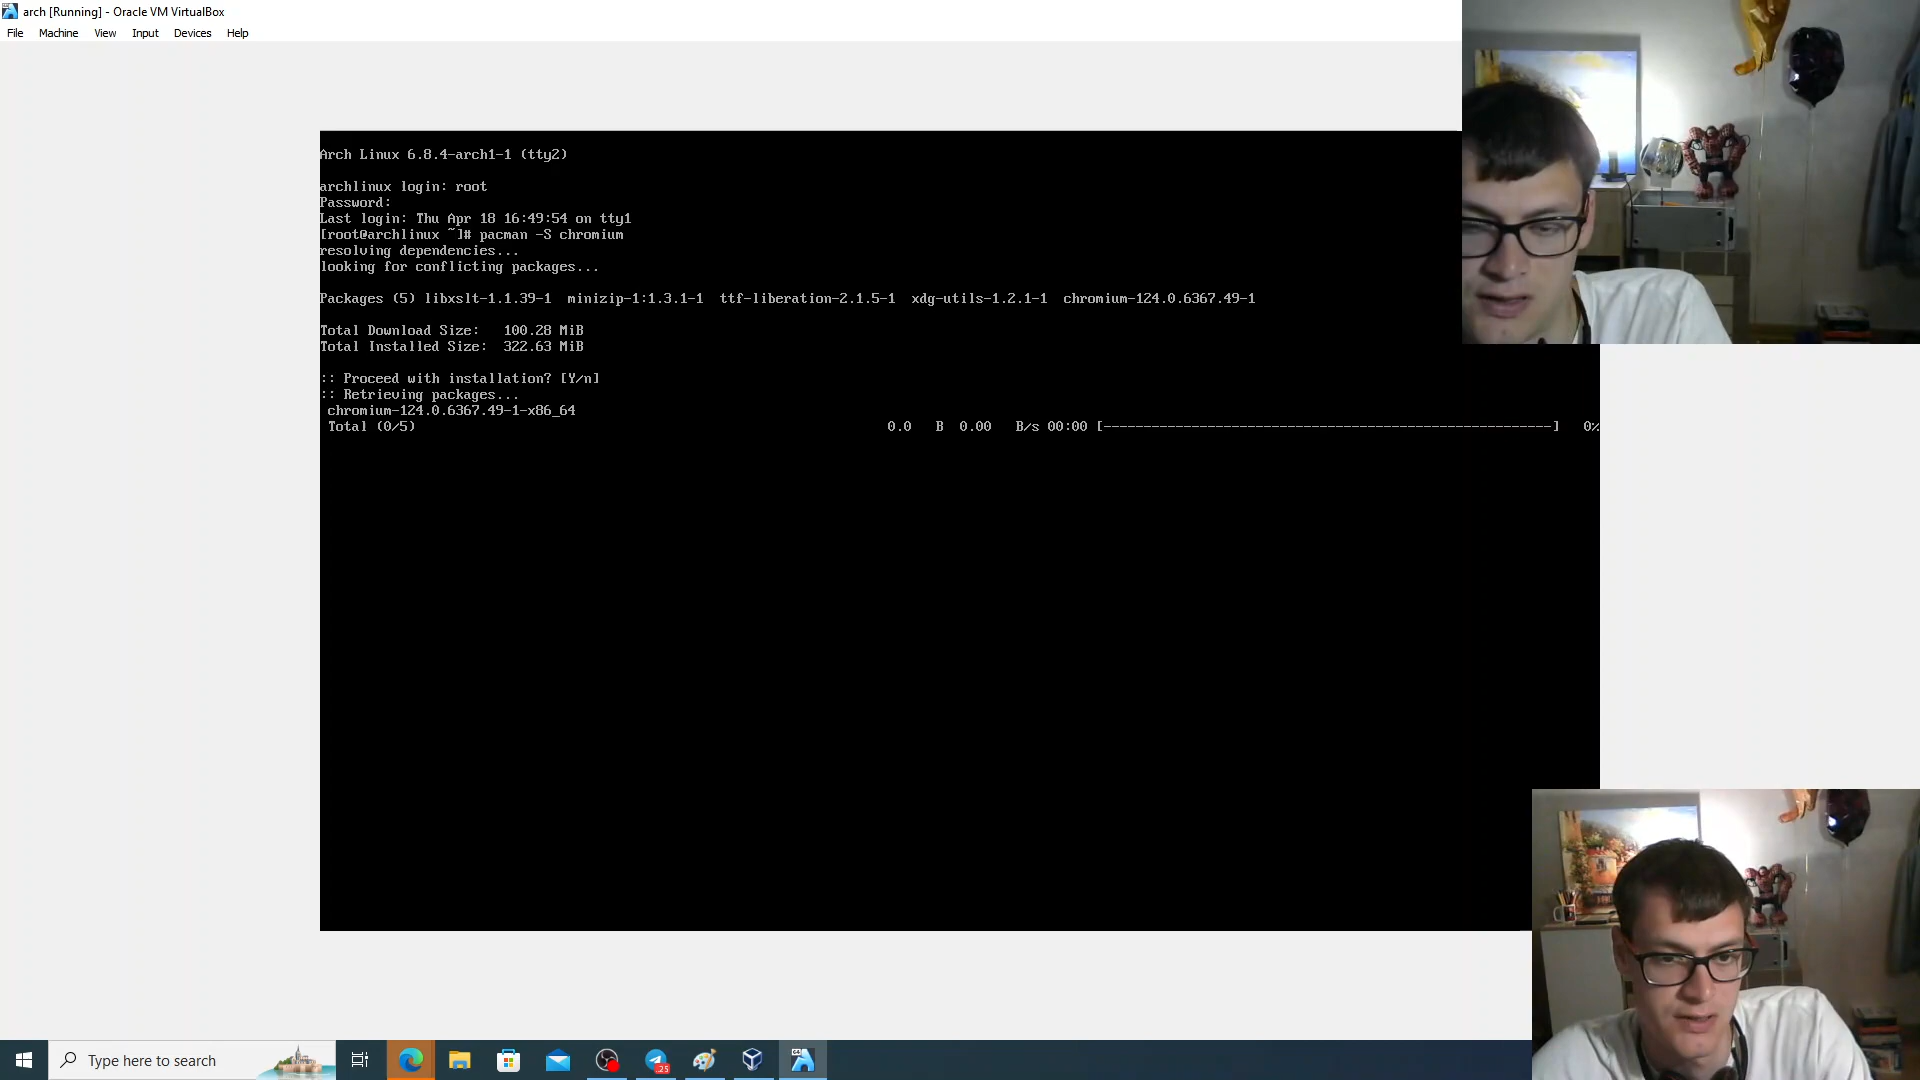 arch [Running] - Oracle VM VirtualBox
File Machine View Input Devices Help
Arch Linux 6.8.4-arch1-1 (tty2)
archlinux login: root
Password:
Last login: Thu Apr 18 16:49:54 on tty1
[root@archlinux ~]# pacman -S chromium
resolving dependencies...
looking for conflicting packages...
Packages (5) libxslt-1.1.39-1 minizip-1:1.3.1-1 ttf-liberation-2.1.5-1 xdg-utils-1.2.1-1 chromium-124.0.6367.49-1
Total Download Size: 100.28 MiB
Total Installed Size: 322.63 MiB
:: Proceed with installation? [Y/n]
:: Retrieving packages...
chromium-124.0.6367.49-1-x86_64
Total (0/5) 0.0 B 0.00 B/s 00:00 [--------------------------------------------------------] 0%
Type here to search
25
64